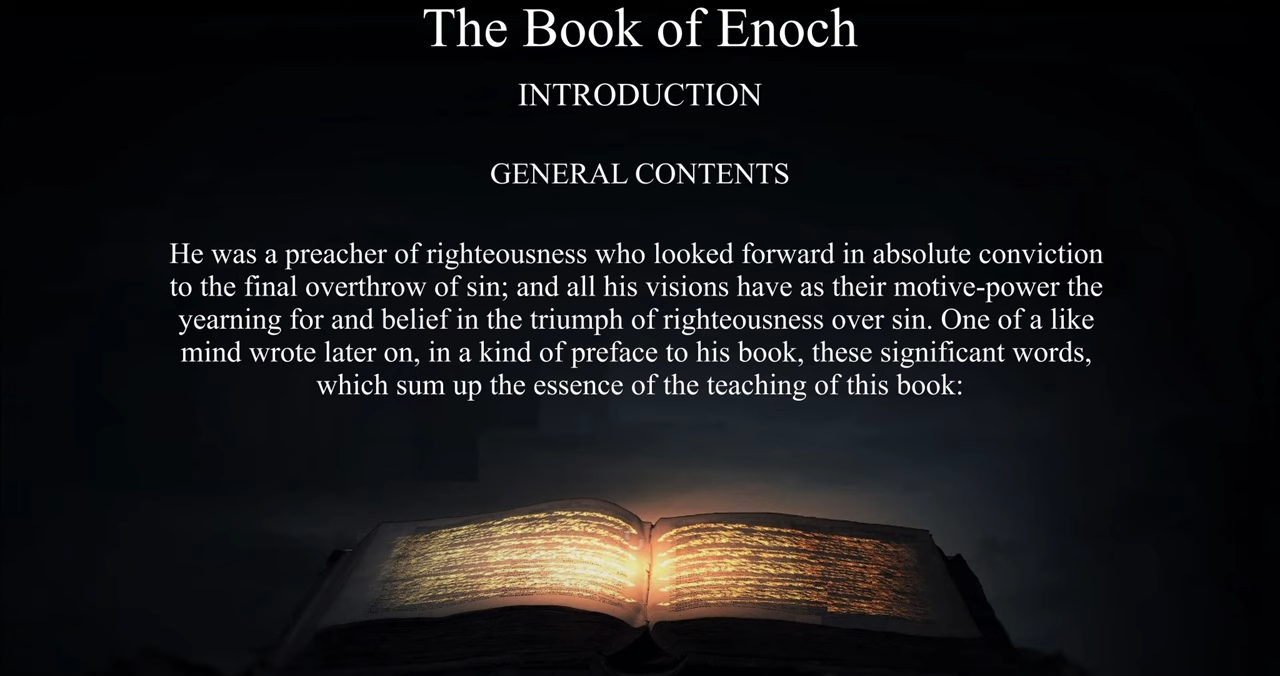 The Book of Enoch
INTRODUCTION
GENERAL CONTENTS
He was a preacher of righteousness who looked forward in absolute conviction
to the final overthrow of sin; and all his visions have as their motive-power the
yearning for and belief in the triumph of righteousness over sin. One of a like
mind wrote later on, in a kind of preface to his book, these significant words,
which sum up the essence of the teaching of this book: